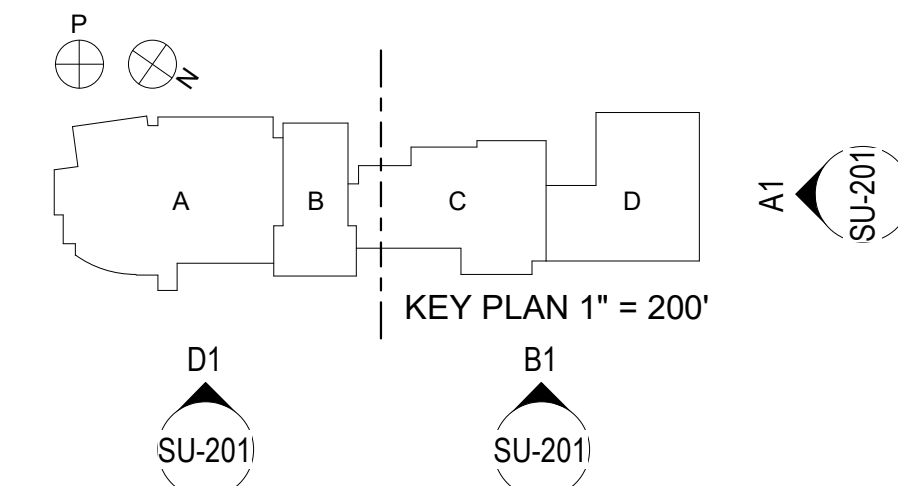 P
N
A
B
C
D
A1
SU-201
KEY PLAN 1" = 200'
D1
B1
SU-201
SU-201